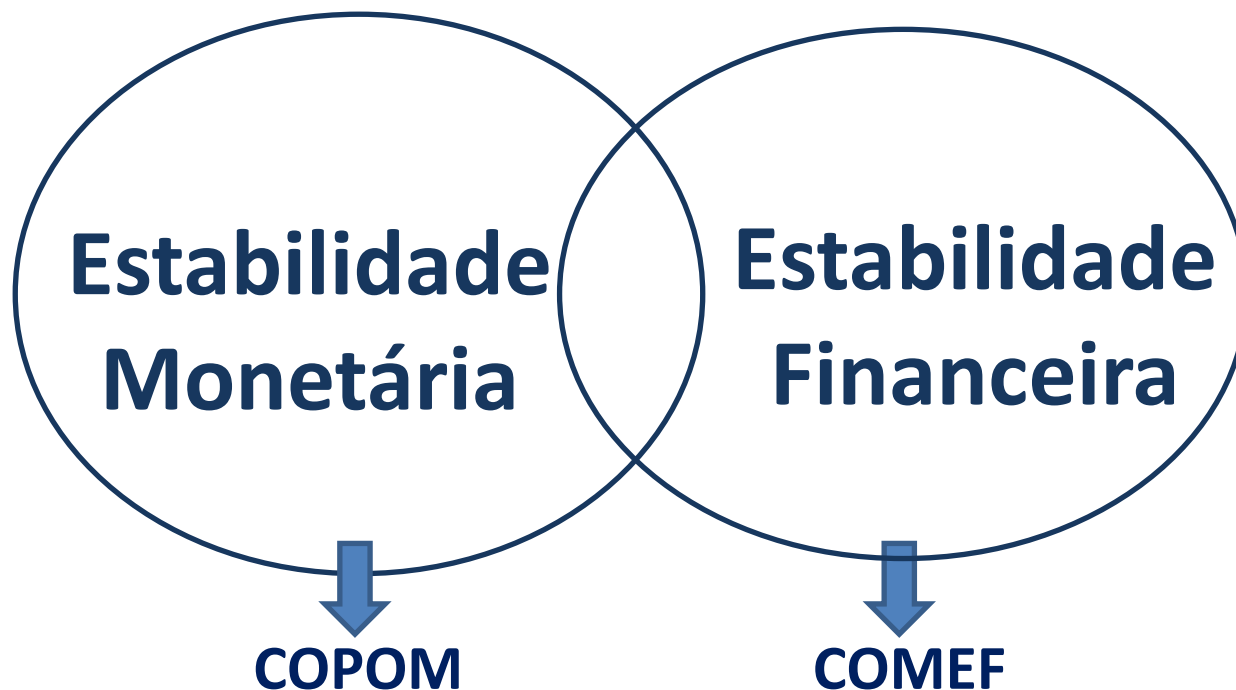 Estabilidade
Monetária
Estabilidade
Financeira
COPOM
COMEF